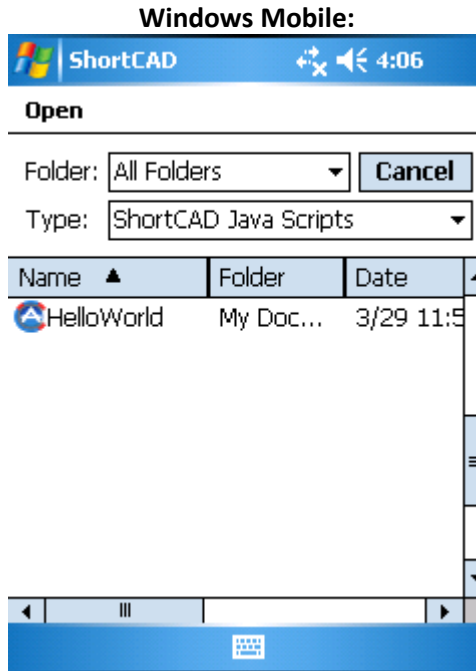 Windows Mobile:
ShortCAD 4:06
Open
Folder: All Folders Cancel
Type: ShortCAD Java Scripts
Name Folder Date
HelloWorld My Doc... 3/29 11:5